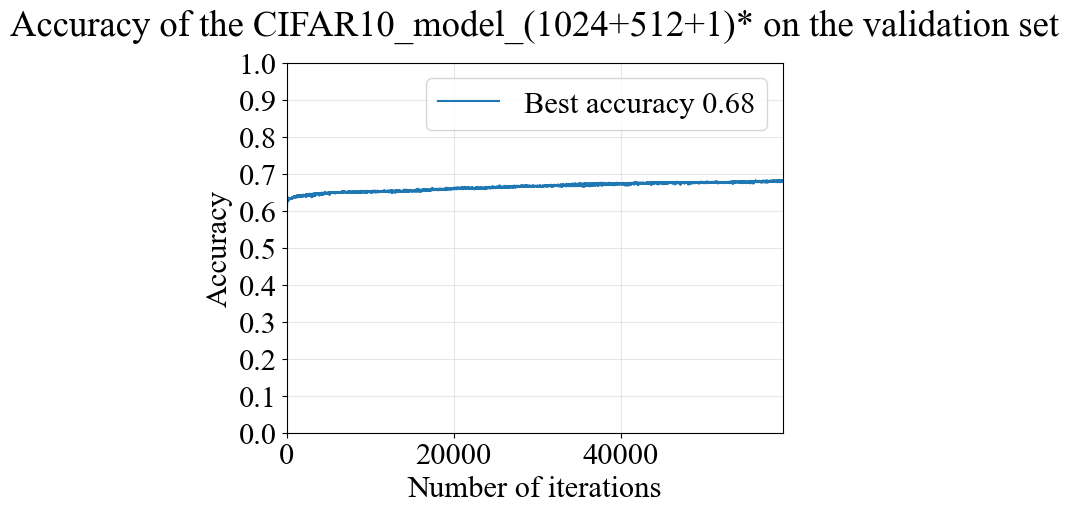 Accuracy of the CIFAR10_model_(1024+512+1)* on the validation set
Best accuracy 0.68
1.0
0.9
0.8
0.7
0.6
0.5
0.4
0.3
0.2
0.1
0.0
Accuracy
0 20000 40000
Number of iterations